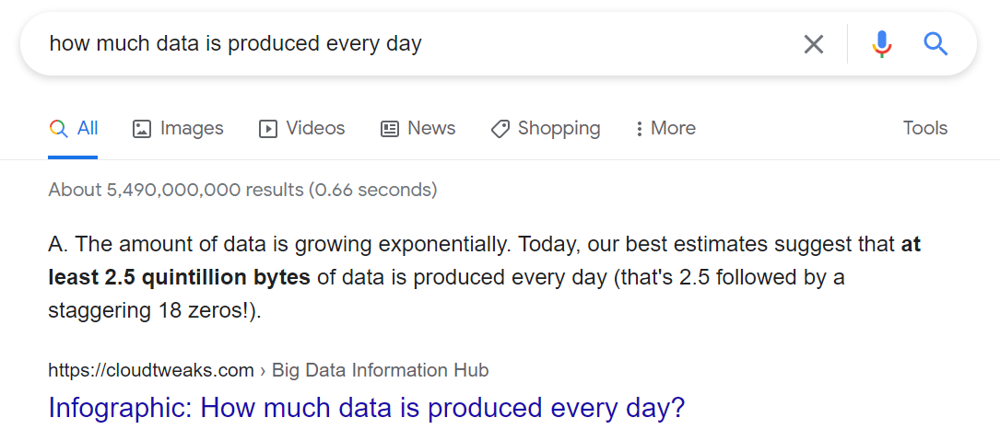 how much data is produced every day
All Images Videos News Shopping More Tools
About 5,490,000,000 results (0.66 seconds)
A. The amount of data is growing exponentially. Today, our best estimates suggest that at
least 2.5 quintillion bytes of data is produced every day (that's 2.5 followed by a
staggering 18 zeros!).
https://cloudtweaks.com › Big Data Information Hub
Infographic: How much data is produced every day?